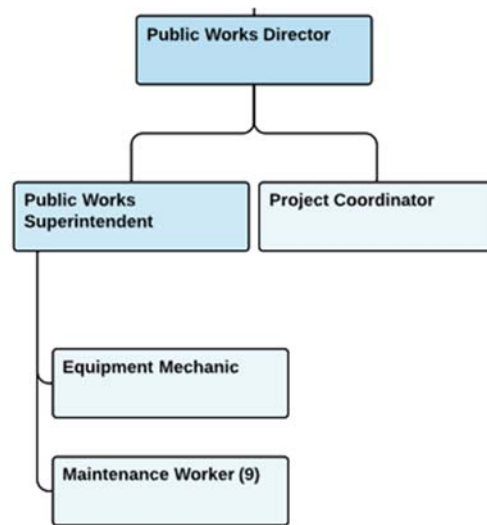 Public Works Director
Public Works
Superintendent
Project Coordinator
Equipment Mechanic
Maintenance Worker (9)